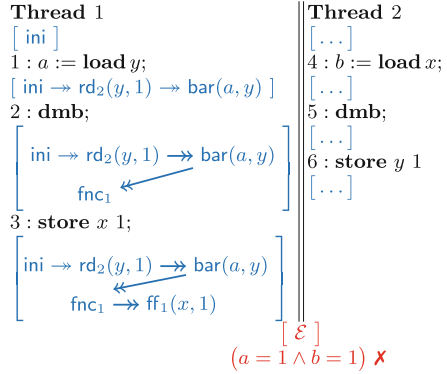 Thread 1
[ ini ]
1 : a := load y;
[ ini ↠ rd₂(y, 1) ↠ bar(a, y) ]
2 : dmb;
ini ↠ rd₂(y, 1) ↠ bar(a, y)
fnc₁
3 : store x 1;
ini ↠ rd₂(y, 1) ↠ bar(a, y)
fnc₁ ↠ ff₁(x, 1)
Thread 2
[...]
4 : b := load x;
[...]
5 : dmb;
[...]
6 : store y 1
[...]
[ ℰ ]
(a = 1 ∧ b = 1) ✗